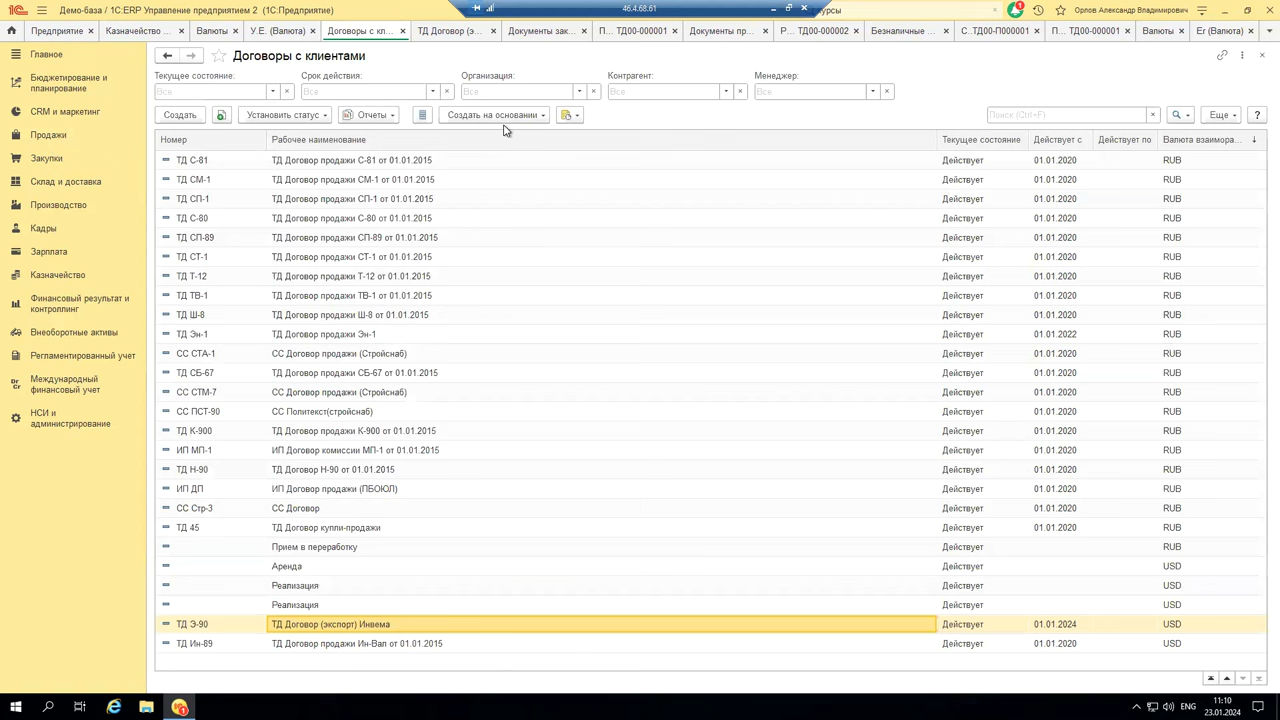 Демо-база / 1С:ERP Управление предприятием 2 (1С:Предприятие)
46.4.68.61
1
Орлов Александр Владимирович
Предприятие
Казначейство ...
Валюты
У.Е. (Валюта)
Договоры с кл...
ТД Договор (э...
Документы зак...
П... ТД00-000001
Документы пр...
Р... ТД00-000002
Безналичные ...
С..ТД00-П000001
П... ТД00-000001
Валюты
Er (Валюта)
Главное
Бюджетирование и
планирование
CRM и маркетинг
Продажи
Закупки
Склад и доставка
Производство
Кадры
Зарплата
Казначейство
Финансовый результат и
контроллинг
Внеоборотные активы
Регламентированный учет
Международный
финансовый учет
НСИ и
администрирование
Договоры с клиентами
Текущее состояние: Срок действия: Организация: Контрагент: Менеджер:
Все Все Все Все Все
Создать Установить статус Отчеты Создать на основании Поиск (Ctrl+F) Еще ?
Номер Рабочее наименование Текущее состояние Действует с Действует по Валюта взаимора...
ТД С-81 ТД Договор продажи С-81 от 01.01.2015 Действует 01.01.2020 RUB
ТД СМ-1 ТД Договор продажи СМ-1 от 01.01.2015 Действует 01.01.2020 RUB
ТД СП-1 ТД Договор продажи СП-1 от 01.01.2015 Действует 01.01.2020 RUB
ТД С-80 ТД Договор продажи С-80 от 01.01.2015 Действует 01.01.2020 RUB
ТД СП-89 ТД Договор продажи СП-89 от 01.01.2015 Действует 01.01.2020 RUB
ТД СТ-1 ТД Договор продажи СТ-1 от 01.01.2015 Действует 01.01.2020 RUB
ТД Т-12 ТД Договор продажи Т-12 от 01.01.2015 Действует 01.01.2020 RUB
ТД ТВ-1 ТД Договор продажи ТВ-1 от 01.01.2015 Действует 01.01.2020 RUB
ТД Ш-8 ТД Договор продажи Ш-8 от 01.01.2015 Действует 01.01.2020 RUB
ТД Эн-1 ТД Договор продажи Эн-1 Действует 01.01.2022 RUB
СС СТА-1 СС Договор продажи (Стройснаб) Действует 01.01.2020 RUB
ТД СБ-67 ТД Договор продажи СБ-67 от 01.01.2015 Действует 01.01.2020 RUB
СС СТМ-7 СС Договор продажи (Стройснаб) Действует 01.01.2020 RUB
СС ПСТ-90 СС Политекст(стройснаб) Действует 01.01.2020 RUB
ТД К-900 ТД Договор продажи К-900 от 01.01.2015 Действует 01.01.2020 RUB
ИП МП-1 ИП Договор комиссии МП-1 от 01.01.2015 Действует 01.01.2020 RUB
ТД Н-90 ТД Договор Н-90 от 01.01.2015 Действует 01.01.2020 RUB
ИП ДП ИП Договор продажи (ПБОЮЛ) Действует 01.01.2020 RUB
СС Стр-3 СС Договор Действует 01.01.2020 RUB
ТД 45 ТД Договор купли-продажи Действует 01.01.2020 RUB
Прием в переработку Действует RUB
Аренда Действует USD
Реализация Действует USD
Реализация Действует USD
ТД Э-90 ТД Договор (экспорт) Инвема Действует 01.01.2024 USD
ТД Ин-89 ТД Договор продажи Ин-Вал от 01.01.2015 Действует 01.01.2020 USD
ENG
11:10
23.01.2024